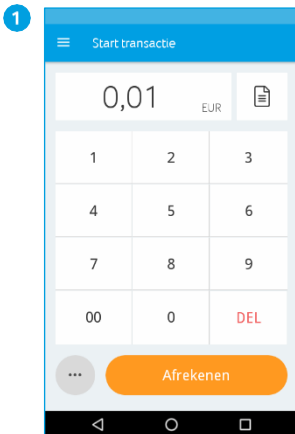 1
Start transactie
0,01 EUR
1 2 3
4 5 6
7 8 9
00 0 DEL
... Afrekenen